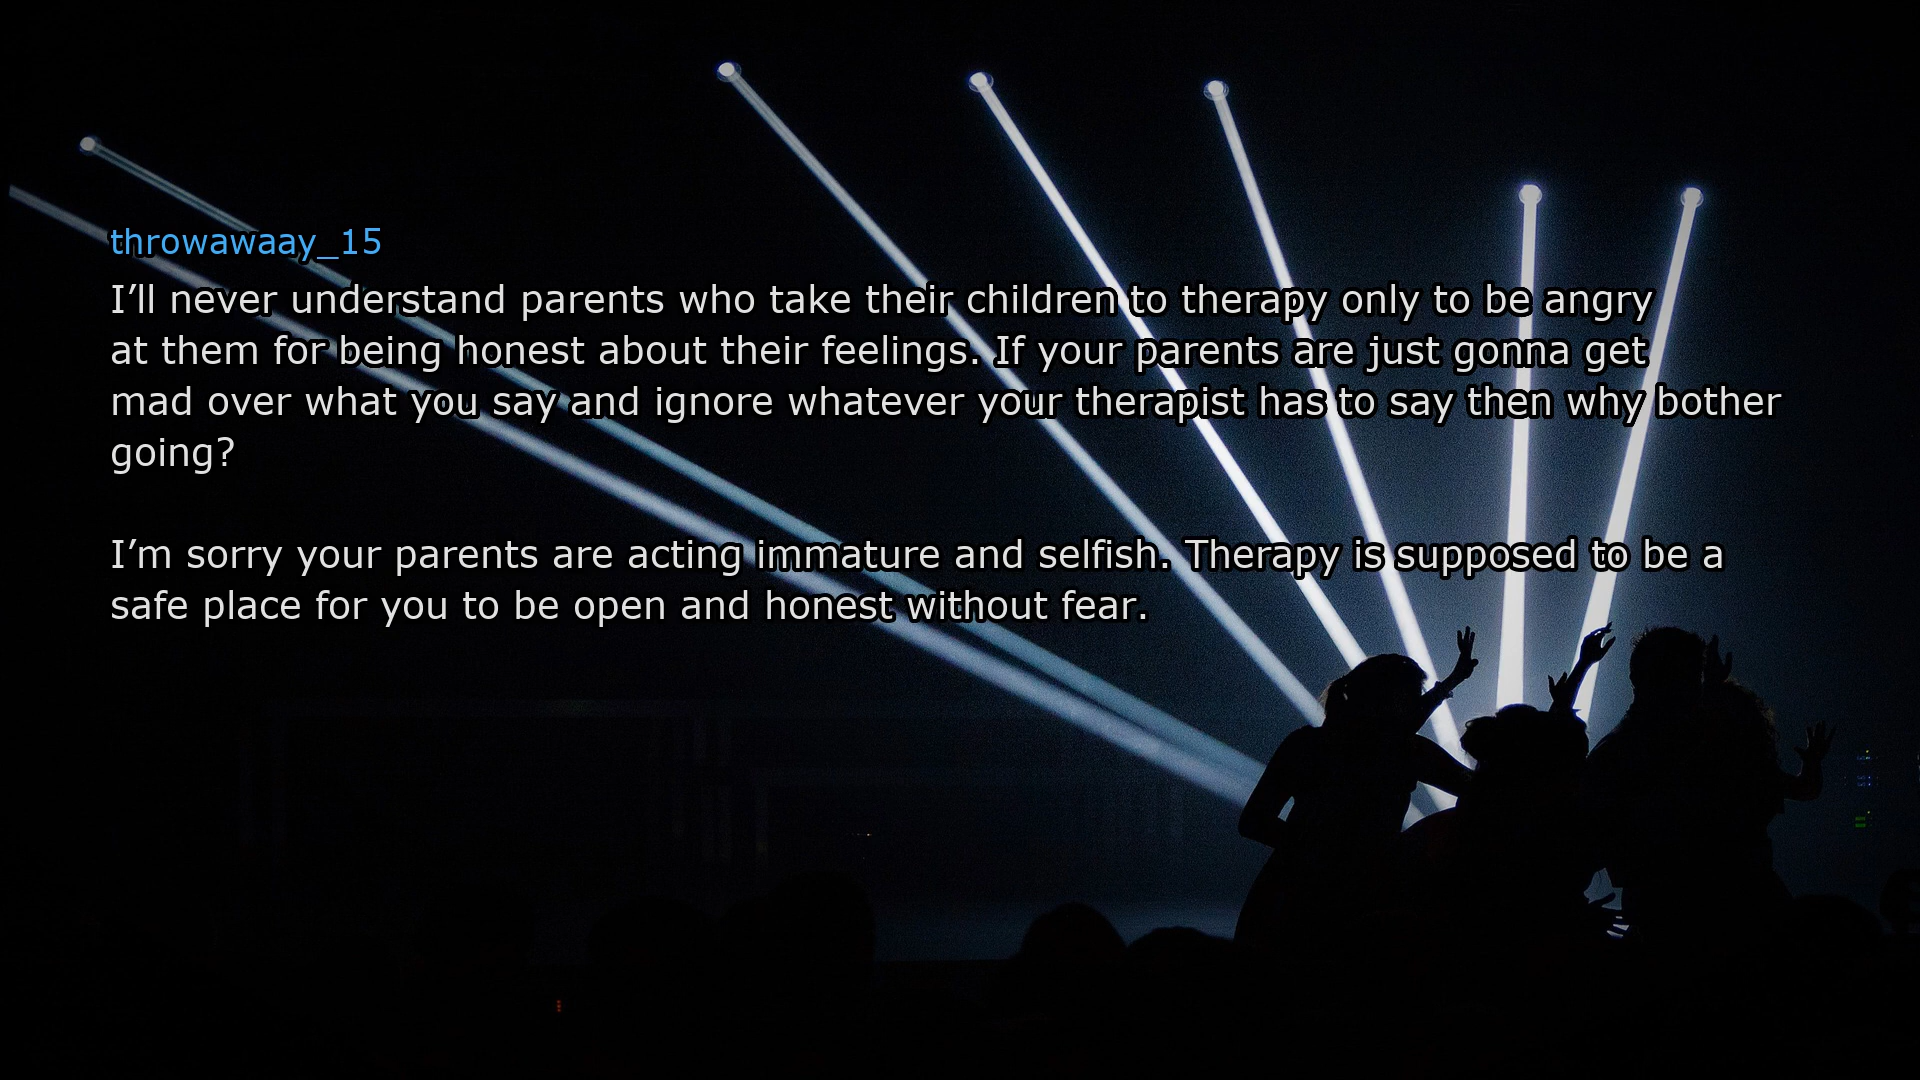 throwawaay_15
I’ll never understand parents who take their children to therapy only to be angry
at them for being honest about their feelings. If your parents are just gonna get
mad over what you say and ignore whatever your therapist has to say then why bother
going?
I’m sorry your parents are acting immature and selfish. Therapy is supposed to be a
safe place for you to be open and honest without fear.